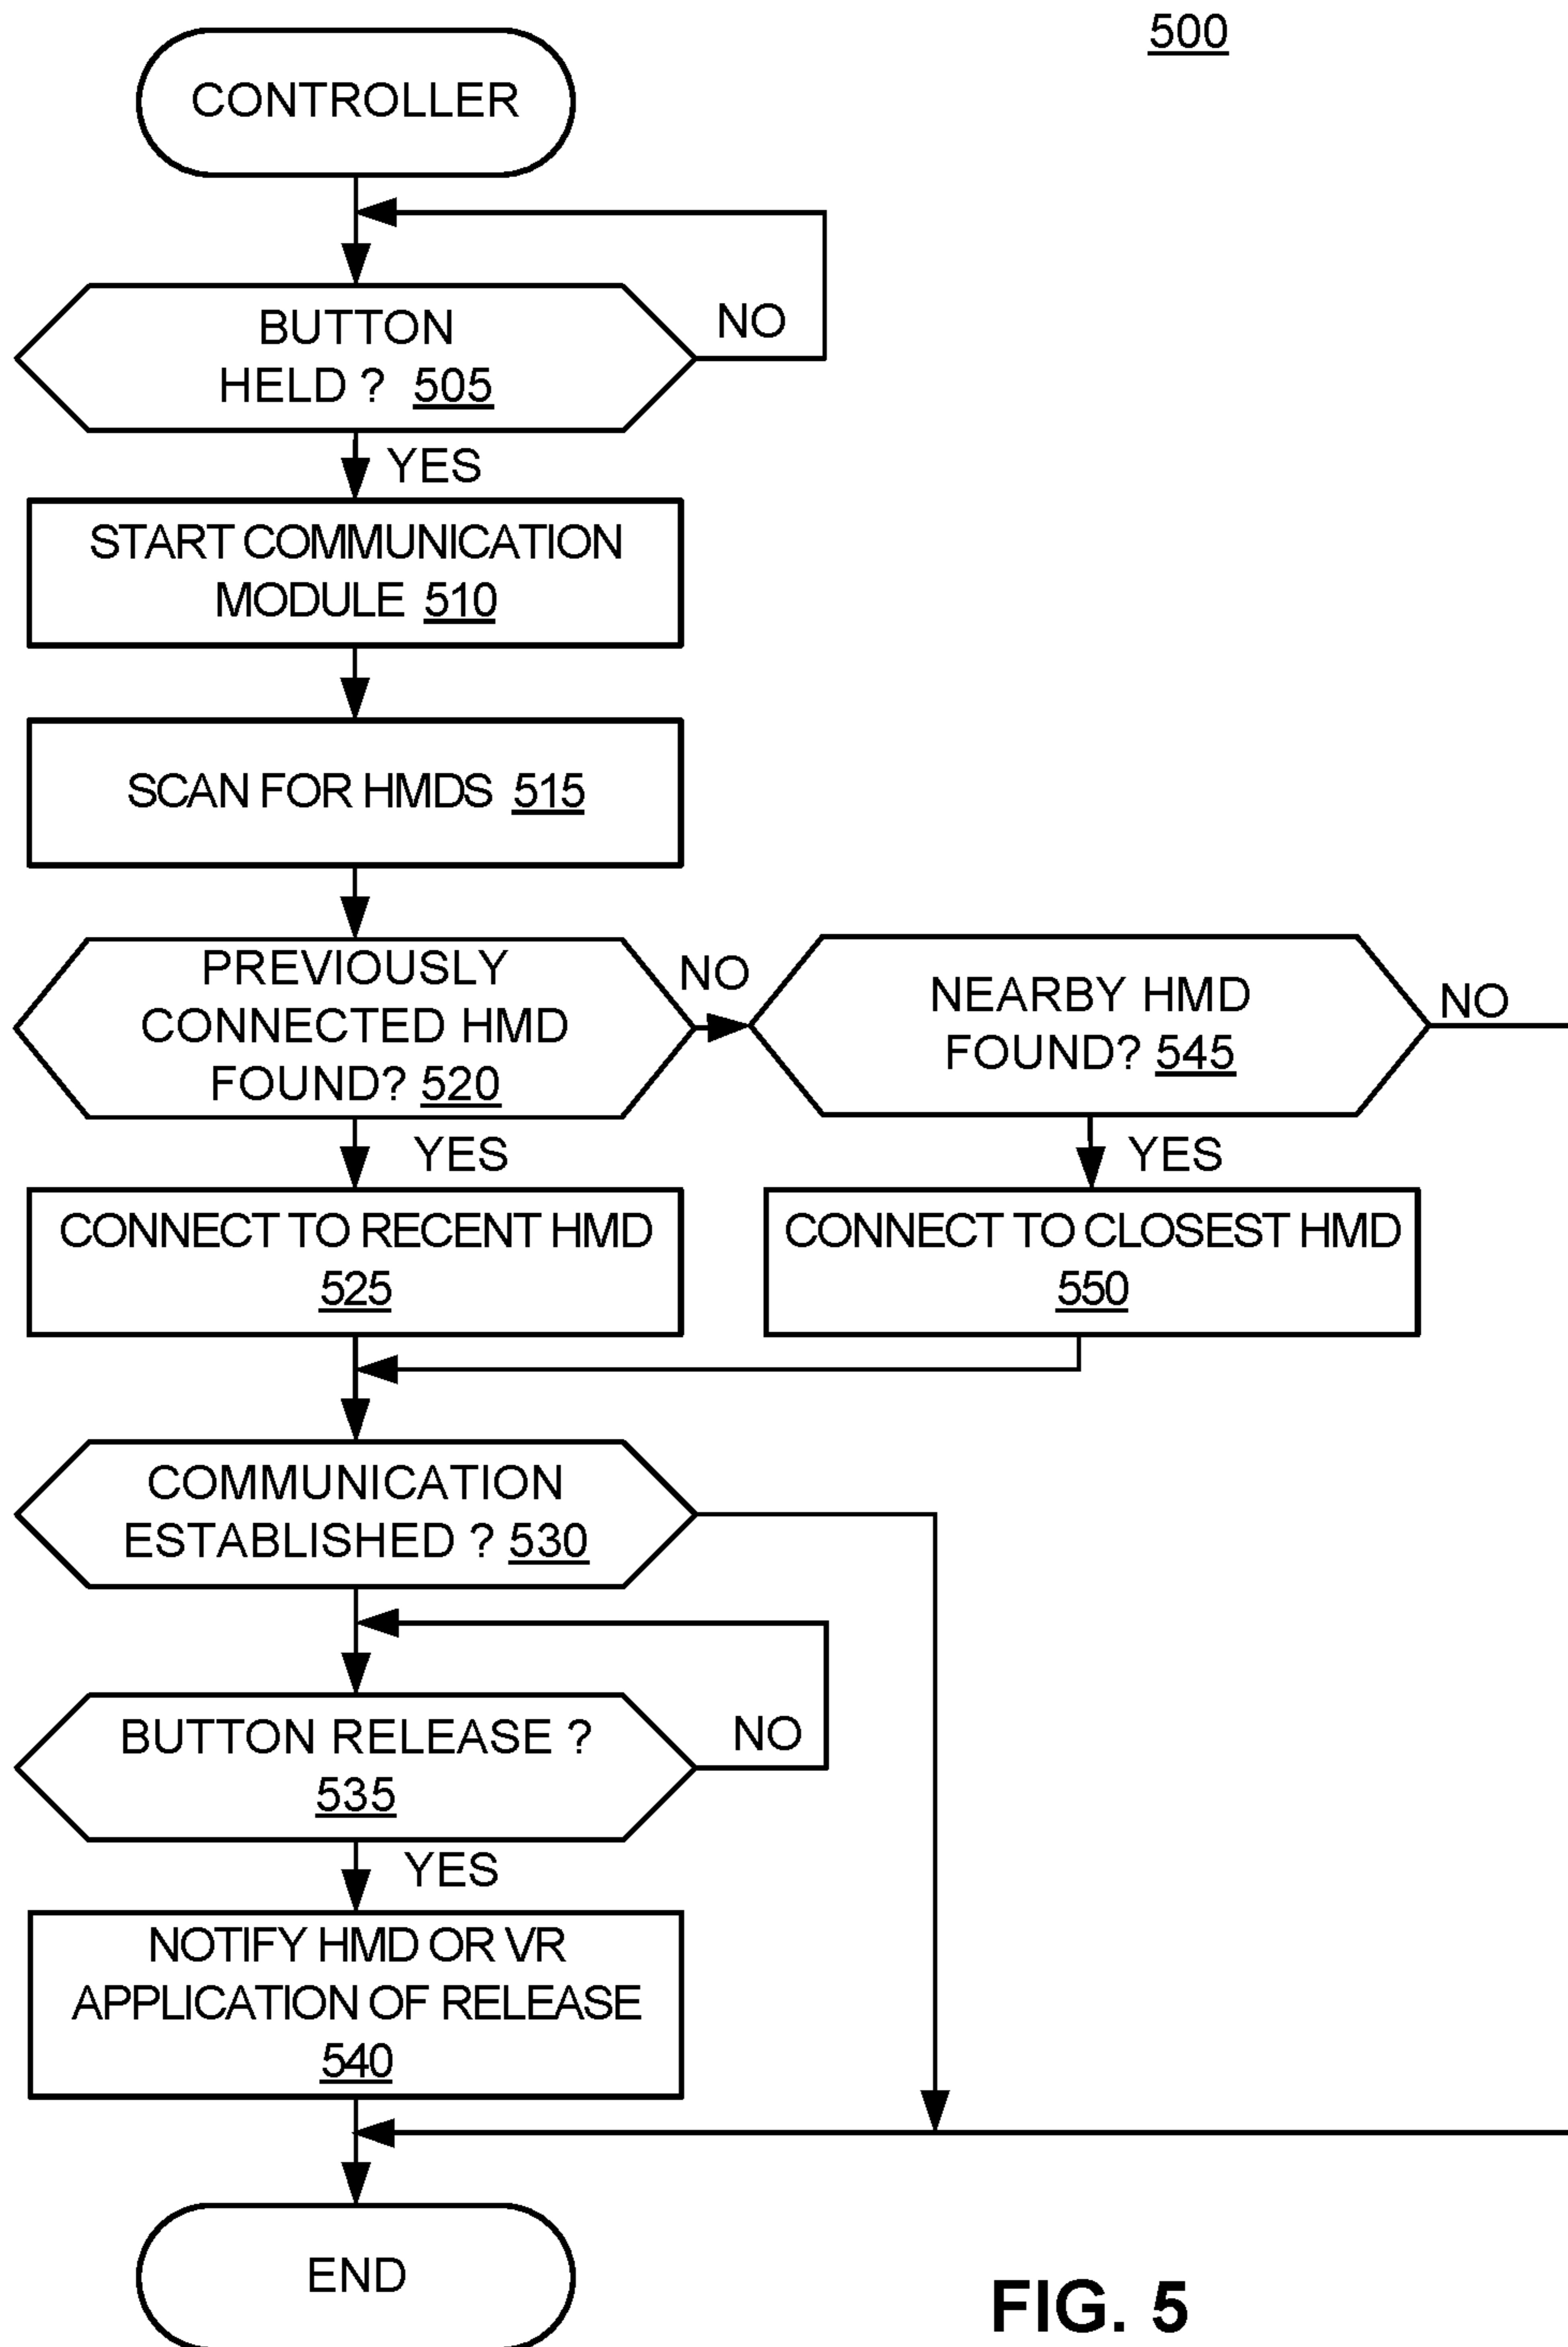 500
CONTROLLER
BUTTON
HELD ? 505
NO
YES
START COMMUNICATION
MODULE 510
SCAN FOR HMDS 515
PREVIOUSLY
CONNECTED HMD
FOUND? 520
NO
NEARBY HMD
FOUND? 545
NO
YES
YES
CONNECT TO RECENT HMD
525
CONNECT TO CLOSEST HMD
550
COMMUNICATION
ESTABLISHED ? 530
BUTTON RELEASE ?
535
NO
YES
NOTIFY HMD OR VR
APPLICATION OF RELEASE
540
END
FIG. 5